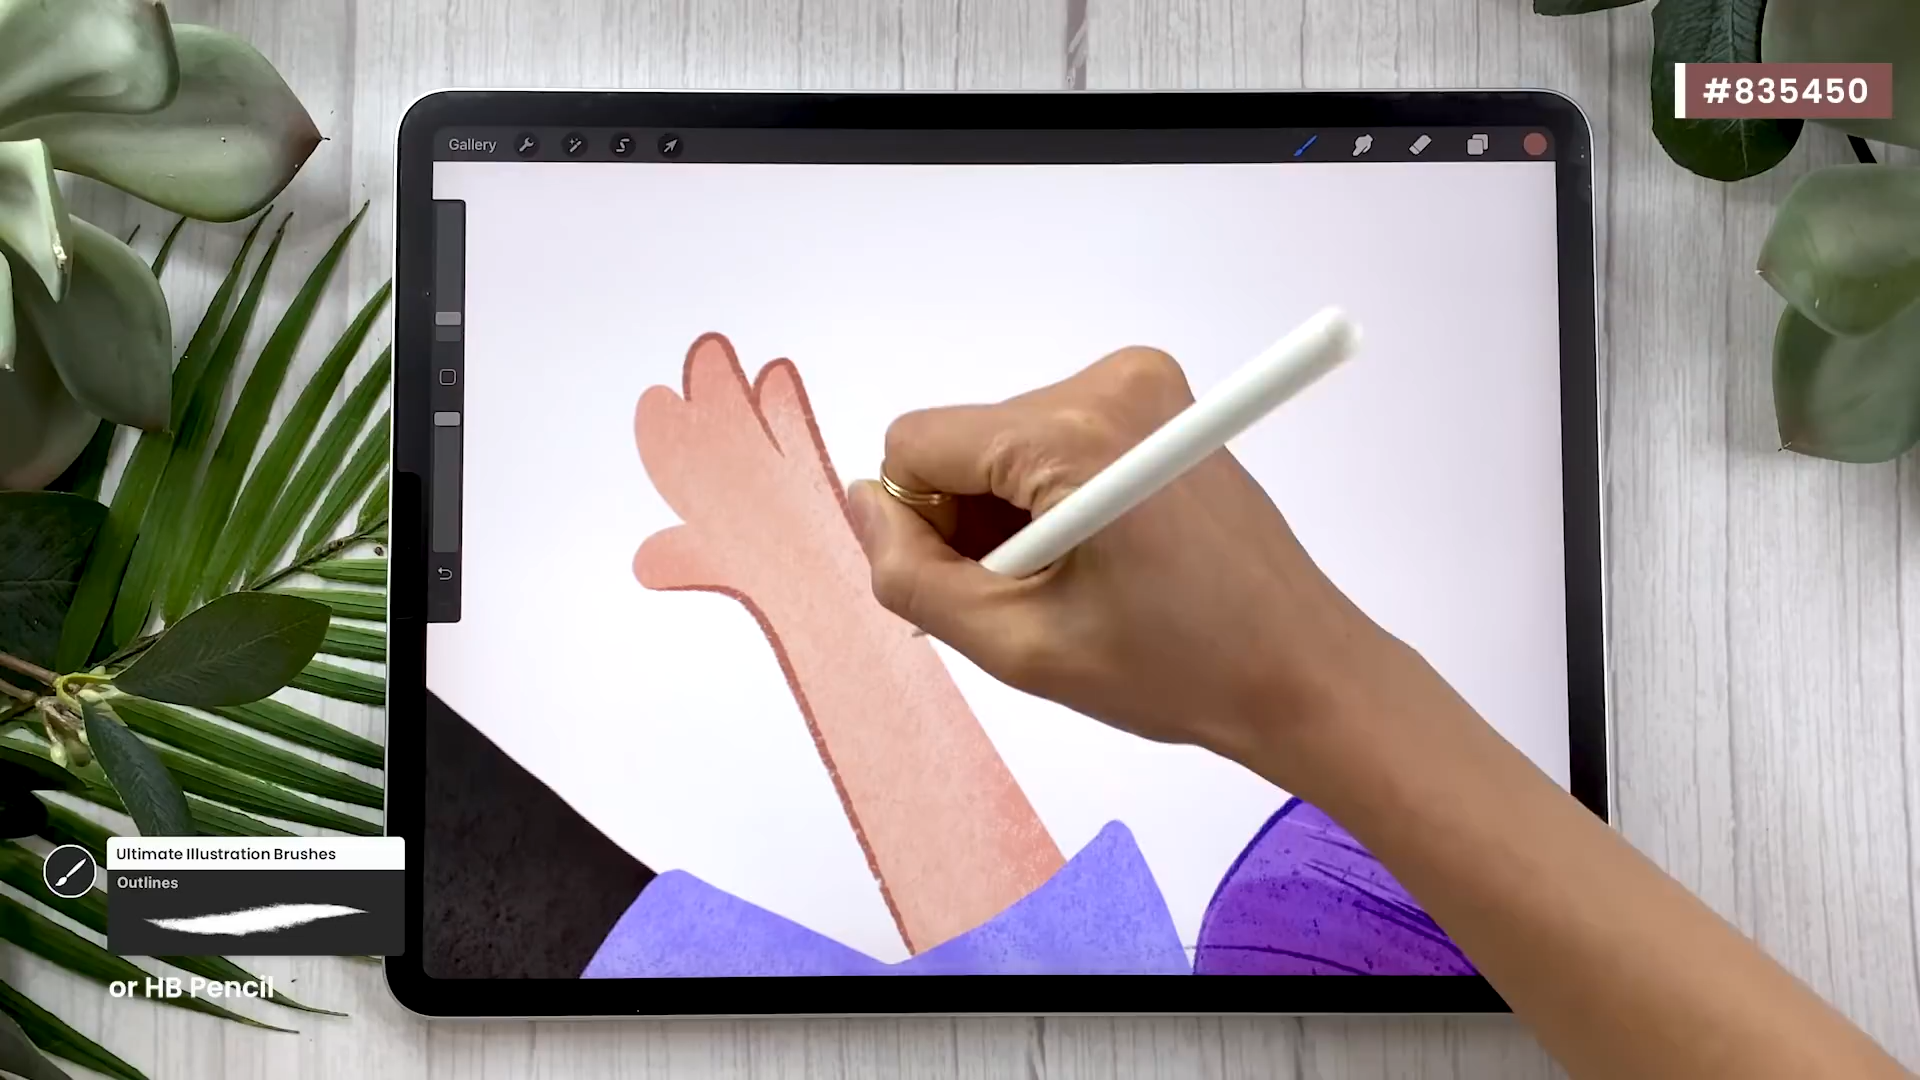 #835450
Gallery
Ultimate Illustration Brushes
Outlines
or HB Pencil